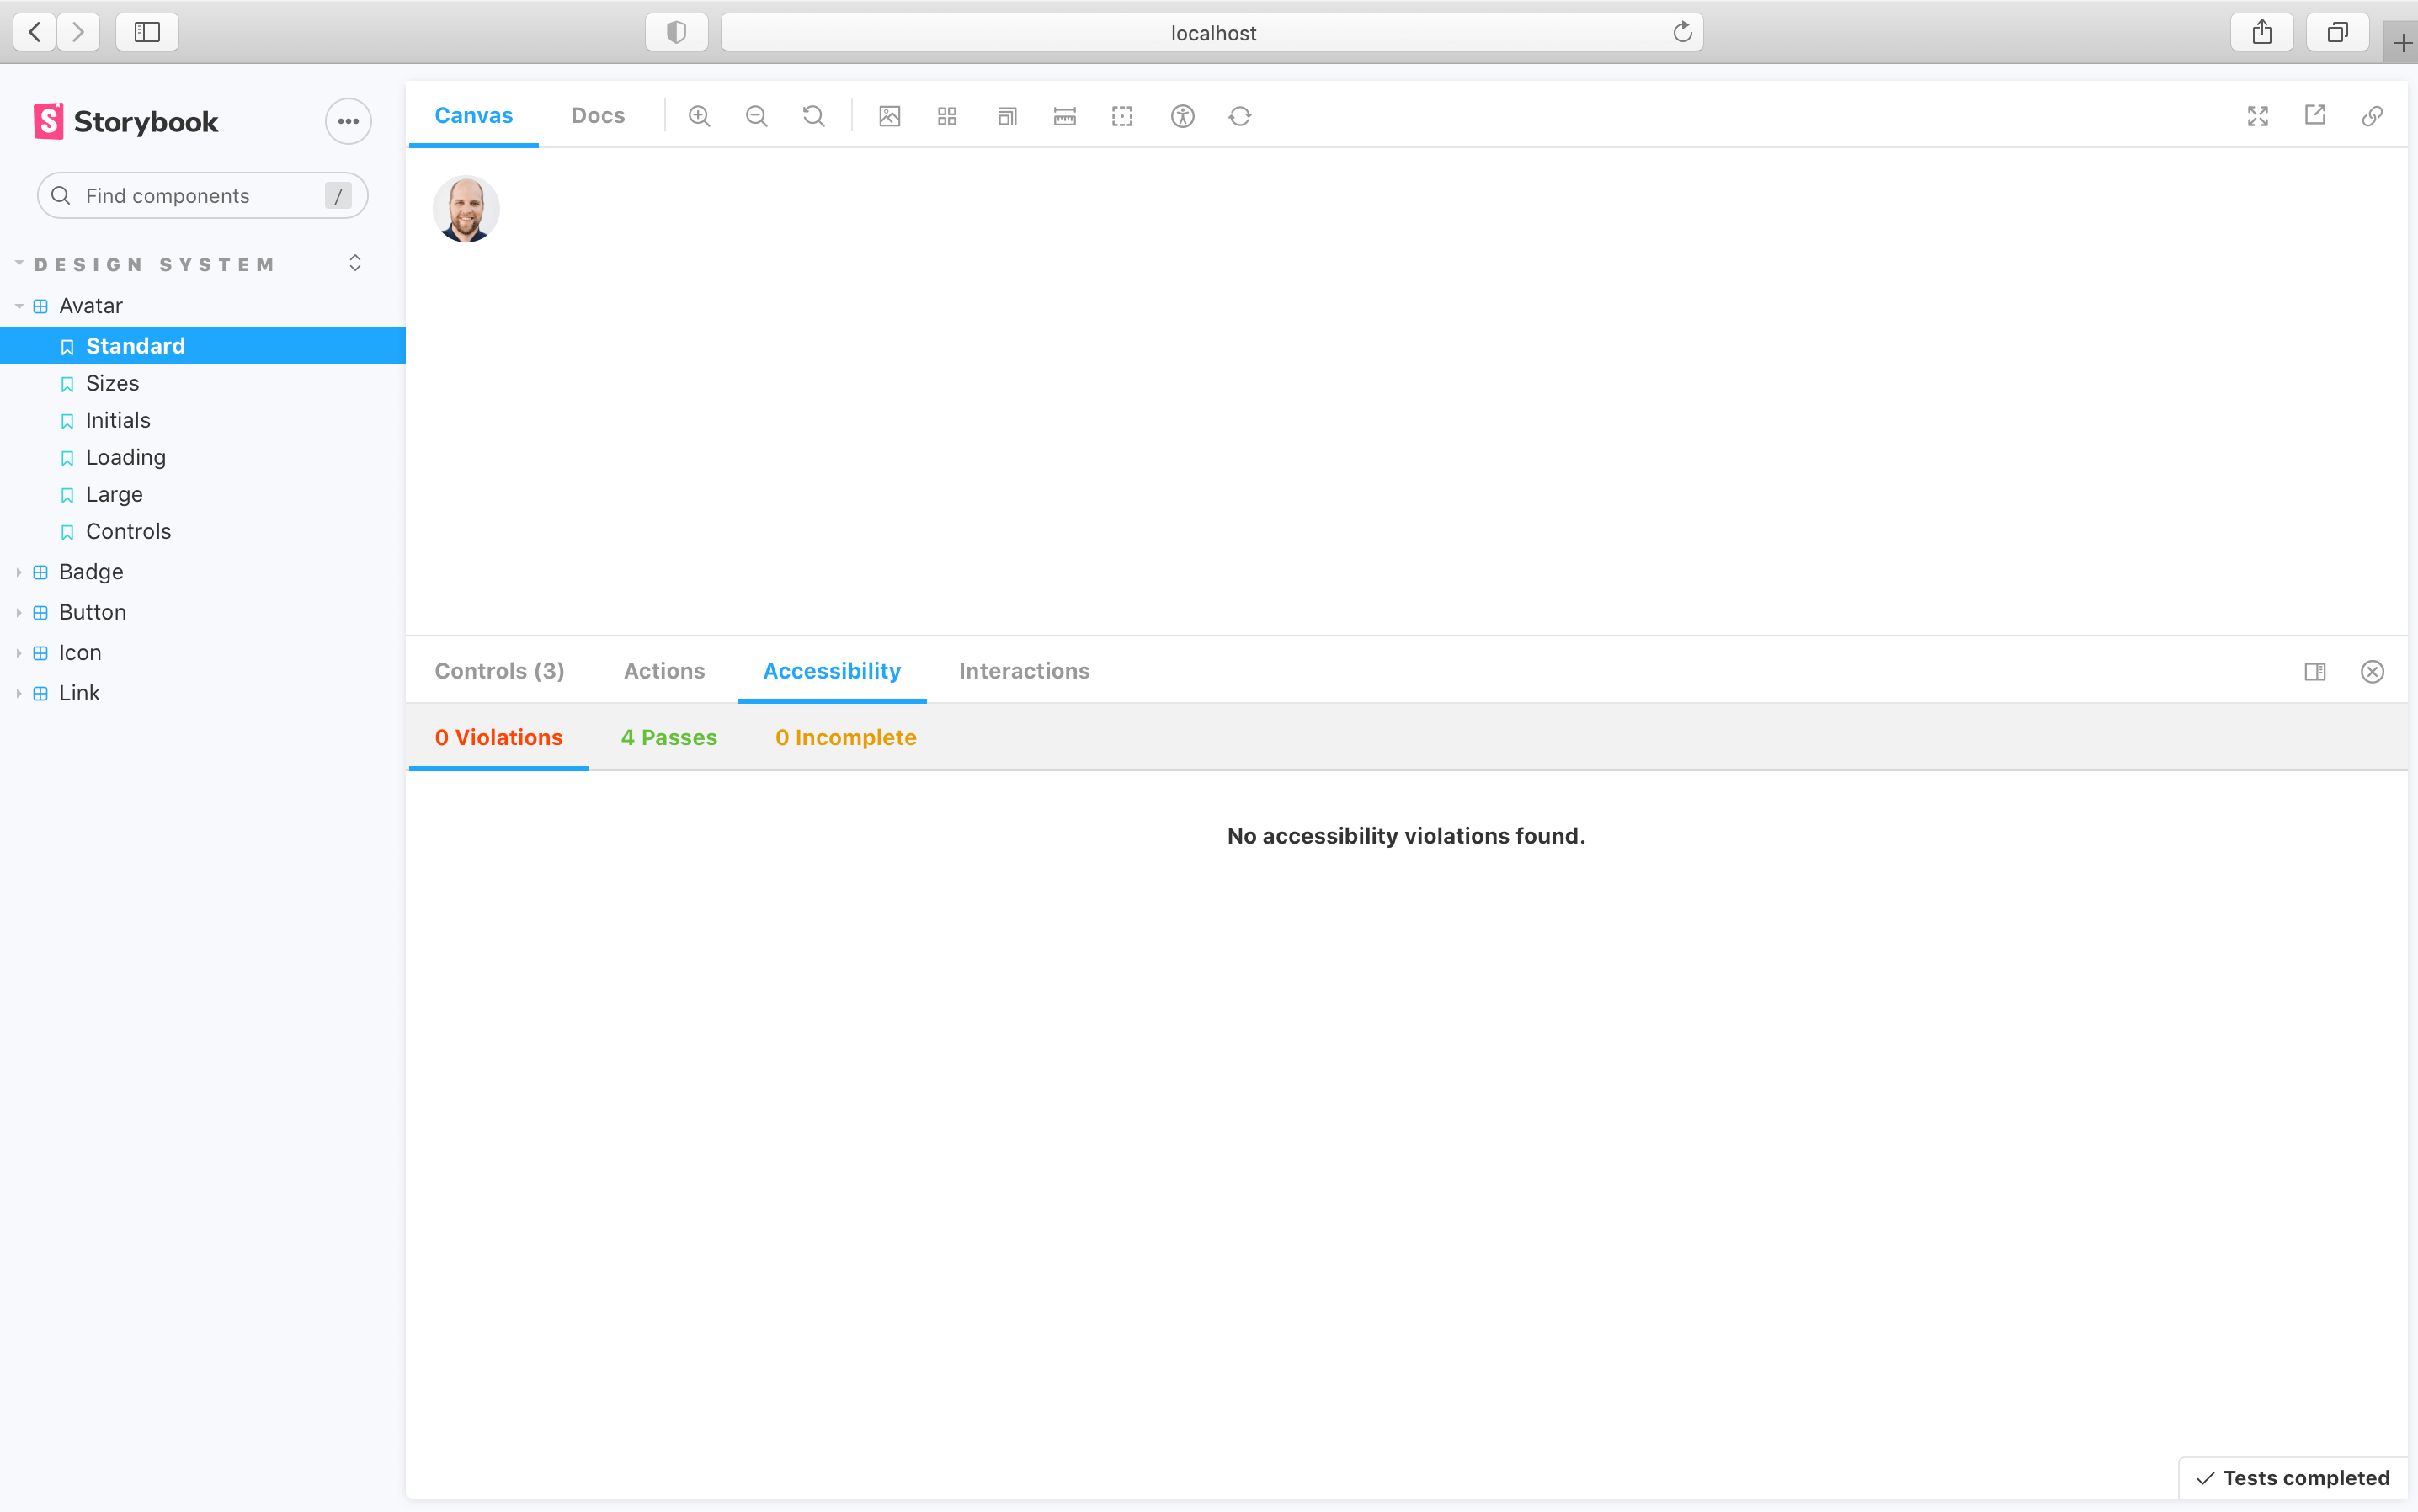 localhost
Storybook
Find components /
DESIGN SYSTEM
Avatar
Standard
Sizes
Initials
Loading
Large
Controls
Badge
Button
Icon
Link
Canvas Docs
Controls (3) Actions Accessibility Interactions
0 Violations 4 Passes 0 Incomplete
No accessibility violations found.
Tests completed